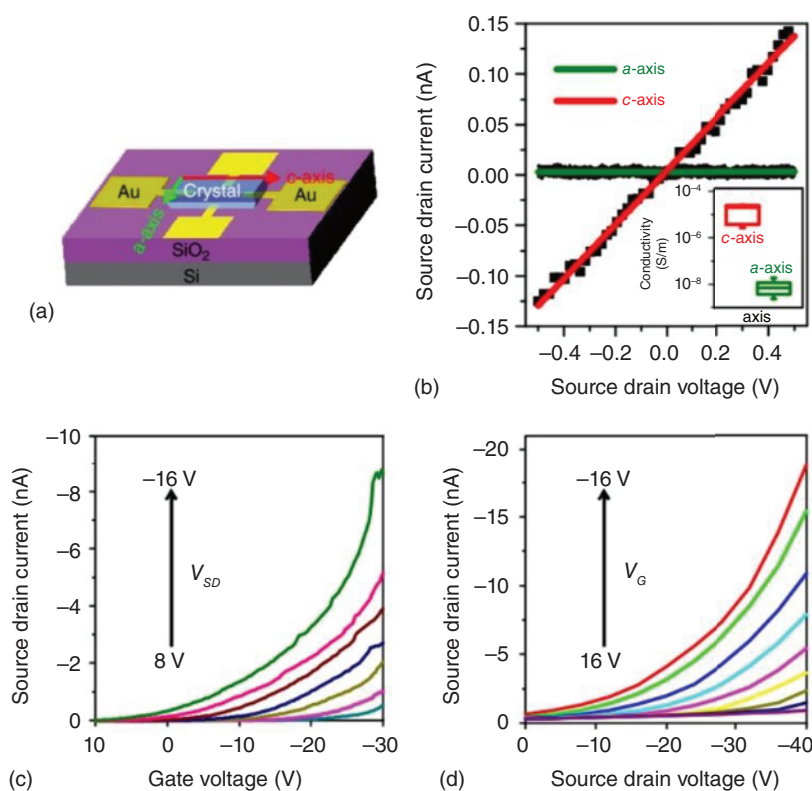 Au
Crystal
c-axis
Au
a-axis
SiO2
Si
(a)
Source drain current (nA)
0.15
0.10
0.05
0.00
−0.05
−0.10
−0.15
a-axis
c-axis
Conductivity
(S/m)
10−4
10−6
10−8
c-axis
a-axis
axis
−0.4 −0.2 0.0 0.2 0.4
(b) Source drain voltage (V)
Source drain current (nA)
−10
−8
−6
−4
−2
0
−16 V
VSD
8 V
10 0 −10 −20 −30
(c) Gate voltage (V)
Source drain current (nA)
−20
−15
−10
−5
0
−16 V
VG
16 V
0 −10 −20 −30 −40
(d) Source drain voltage (V)